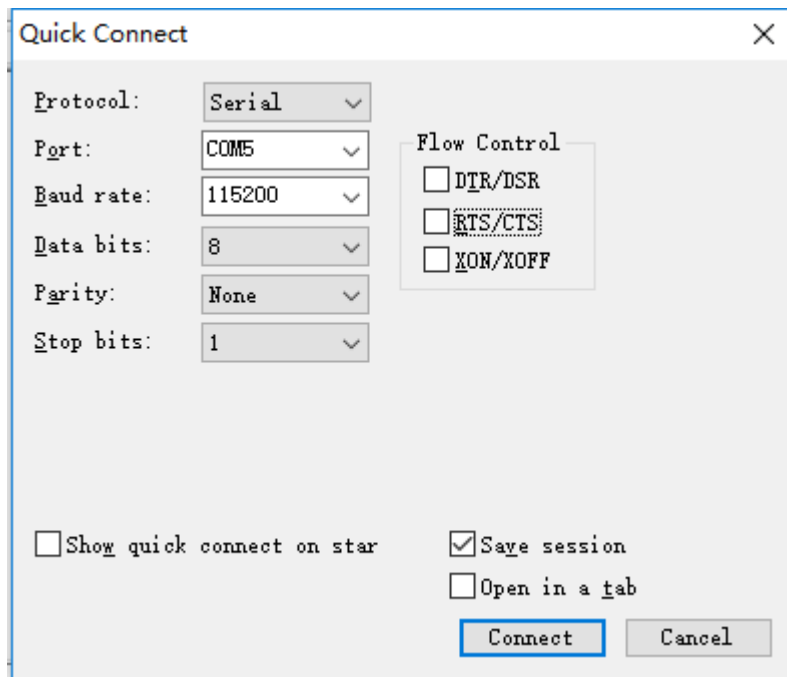 Quick Connect
Protocol: Serial
Port: COM5
Baud rate: 115200
Data bits: 8
Parity: None
Stop bits: 1
Flow Control
DTR/DSR
RTS/CTS
XON/XOFF
Show quick connect on star
Save session
Open in a tab
Connect
Cancel